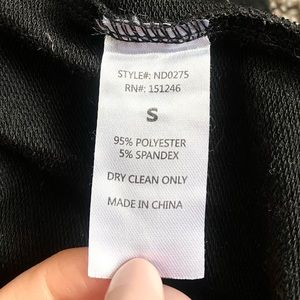 STYLE#: ND0275
RN#: 151246
S
95% POLYESTER
5% SPANDEX
DRY CLEAN ONLY
MADE IN CHINA